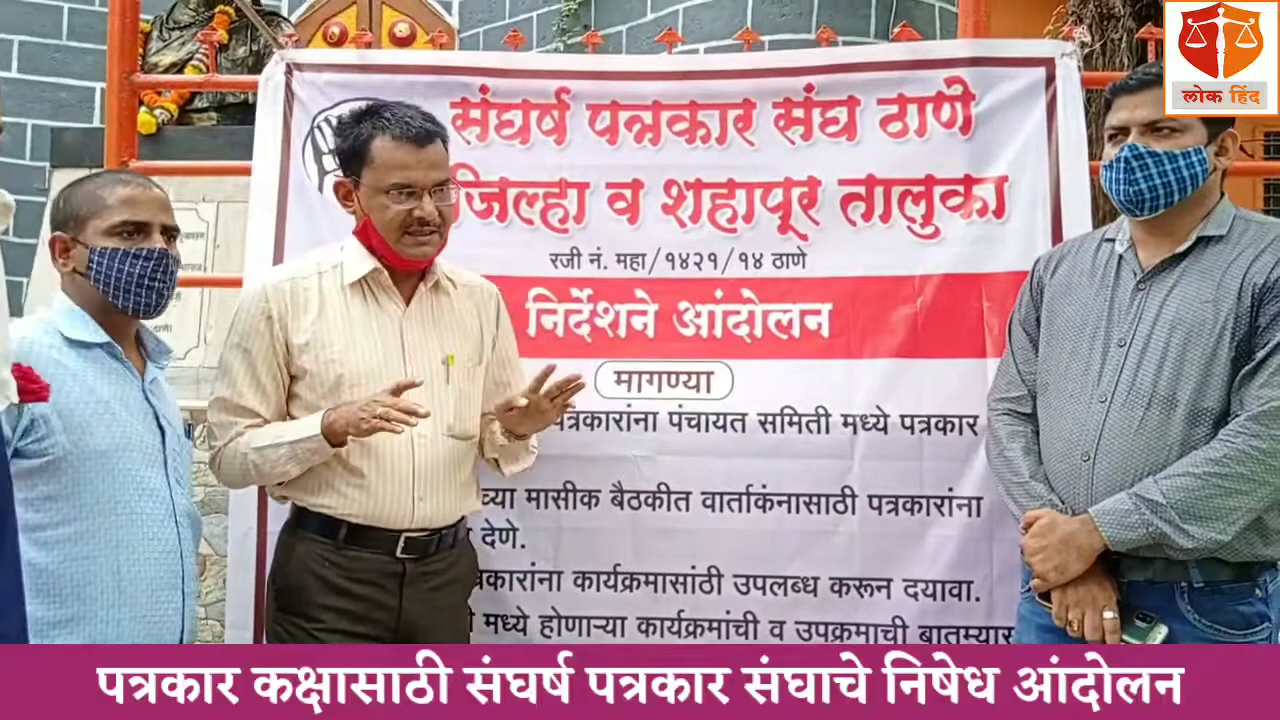 लोक हिंद
संघर्ष पत्रकार संघ ठाणे
जिल्हा व शहापूर तालुका
रजी नं. महा/१४२१/१४ ठाणे
निर्देशने आंदोलन
मागण्या
पत्रिकारांना पंचायत समिती मध्ये पत्रकार
च्या मासीक बैठकीत वार्ताकंनासाठी पत्रकारांना
देणे.
त्रकारांना कार्यक्रमासांठी उपलब्ध करून दयावा.
मध्ये होणाऱ्या कार्यक्रमांची व उपक्रमाची बातम्यार
पत्रकार कक्षासाठी संघर्ष पत्रकार संघाचे निषेध आंदोलन